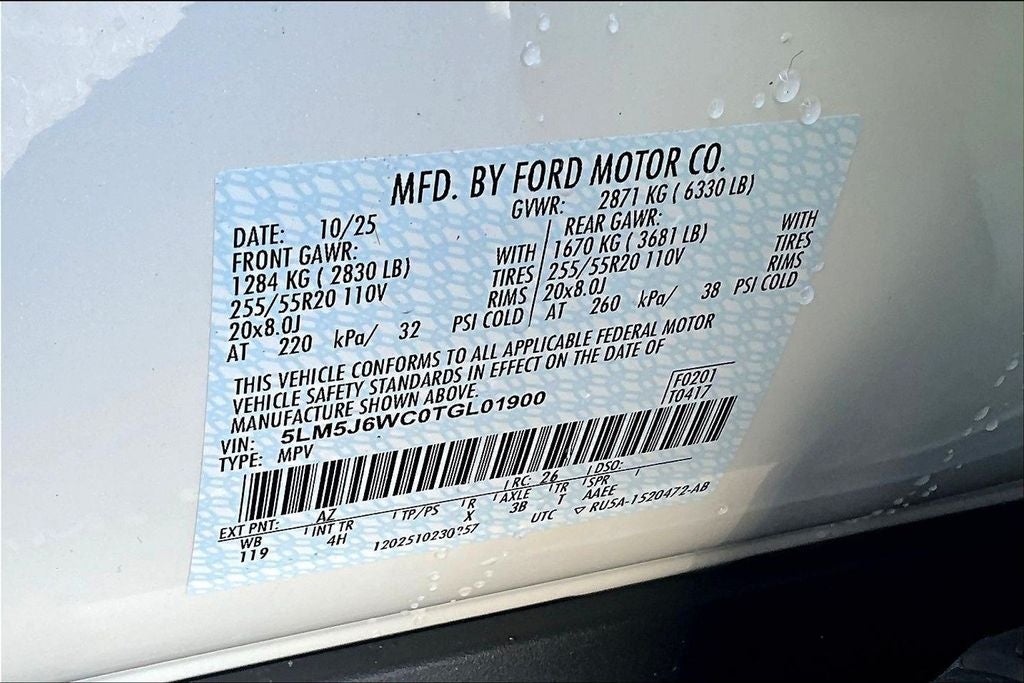 MFD. BY FORD MOTOR CO.
DATE: 10/25 GVWR: 2871 KG ( 6330 LB)
FRONT GAWR: REAR GAWR:
1284 KG ( 2830 LB) WITH 1670 KG ( 3681 LB) WITH
255/55R20 110V TIRES 255/55R20 110V TIRES
20x8.0J RIMS 20x8.0J RIMS
AT 220 kPa/ 32 PSI COLD AT 260 kPa/ 38 PSI COLD
THIS VEHICLE CONFORMS TO ALL APPLICABLE FEDERAL MOTOR
VEHICLE SAFETY STANDARDS IN EFFECT ON THE DATE OF
MANUFACTURE SHOWN ABOVE.
VIN: 5LM5J6WC0TGL01900 F0201
TYPE: MPV T0417
EXT PNT: AZ RC: 26 DSO:
WB INT TR TP/PS R AXLE TR SPR
119 4H X 3B T AAEE
UTC ▽ RU5A-1520472-AB